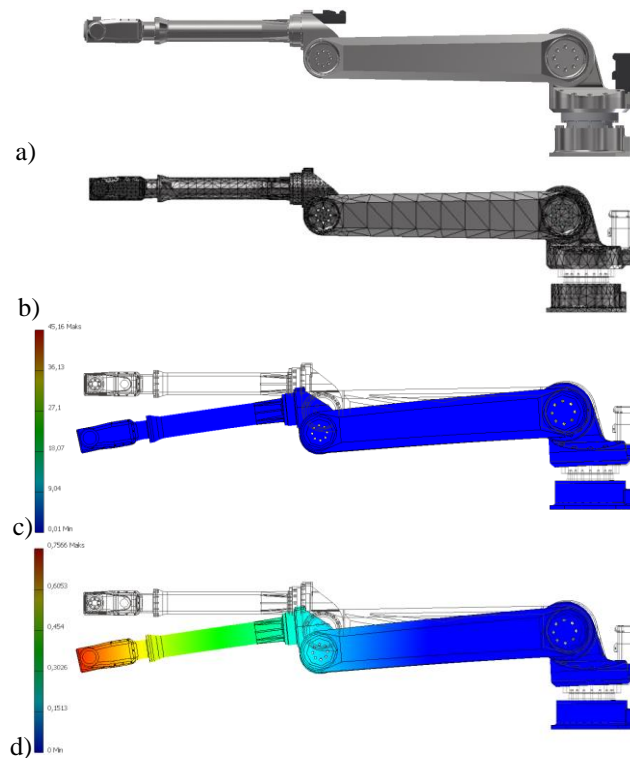 a)
b)
45,16 Maks
36,13
27,1
18,07
9,04
0,01 Min
c)
0,7566 Maks
0,6053
0,454
0,3026
0,1513
0 Min
d)